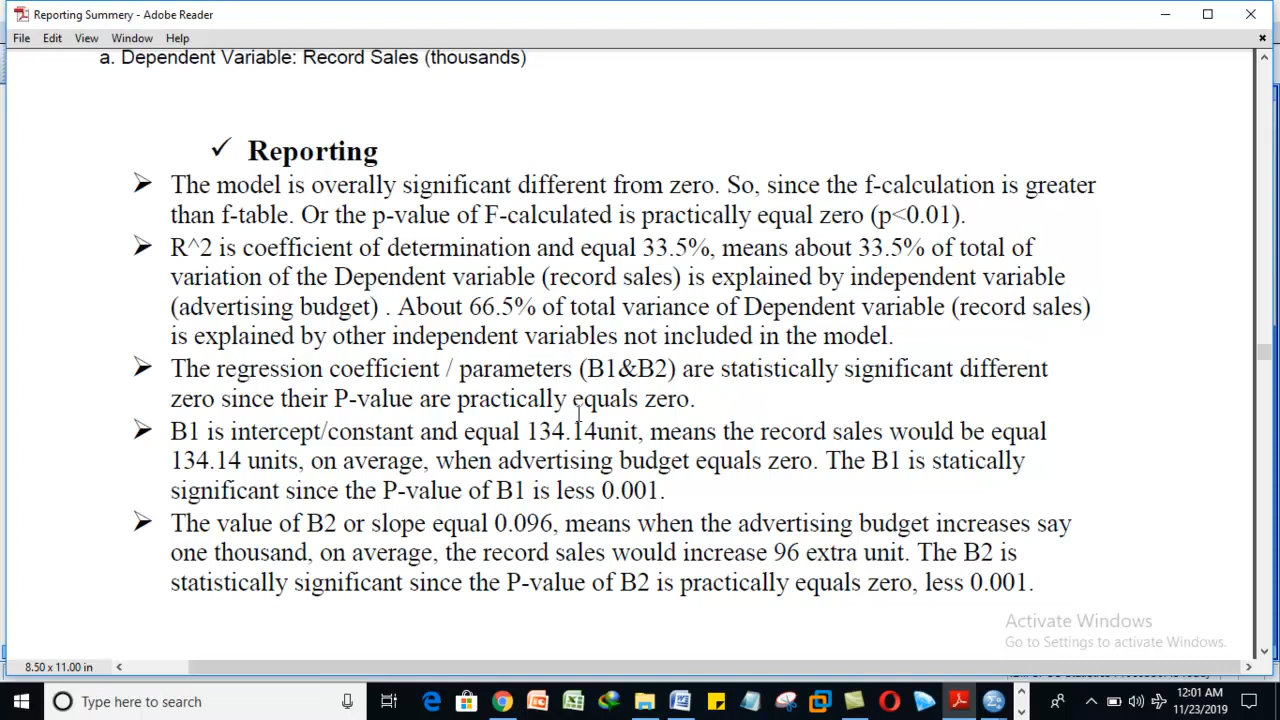 Reporting Summery - Adobe Reader
File Edit View Window Help
a. Dependent Variable: Record Sales (thousands)
✓ Reporting
➢ The model is overally significant different from zero. So, since the f-calculation is greater
than f-table. Or the p-value of F-calculated is practically equal zero (p<0.01).
➢ R^2 is coefficient of determination and equal 33.5%, means about 33.5% of total of
variation of the Dependent variable (record sales) is explained by independent variable
(advertising budget) . About 66.5% of total variance of Dependent variable (record sales)
is explained by other independent variables not included in the model.
➢ The regression coefficient / parameters (B1&B2) are statistically significant different
zero since their P-value are practically equals zero.
➢ B1 is intercept/constant and equal 134.14unit, means the record sales would be equal
134.14 units, on average, when advertising budget equals zero. The B1 is statically
significant since the P-value of B1 is less 0.001.
➢ The value of B2 or slope equal 0.096, means when the advertising budget increases say
one thousand, on average, the record sales would increase 96 extra unit. The B2 is
statistically significant since the P-value of B2 is practically equals zero, less 0.001.
Activate Windows
Go to Settings to activate Windows.
8.50 x 11.00 in
Type here to search
12:01 AM
11/23/2019